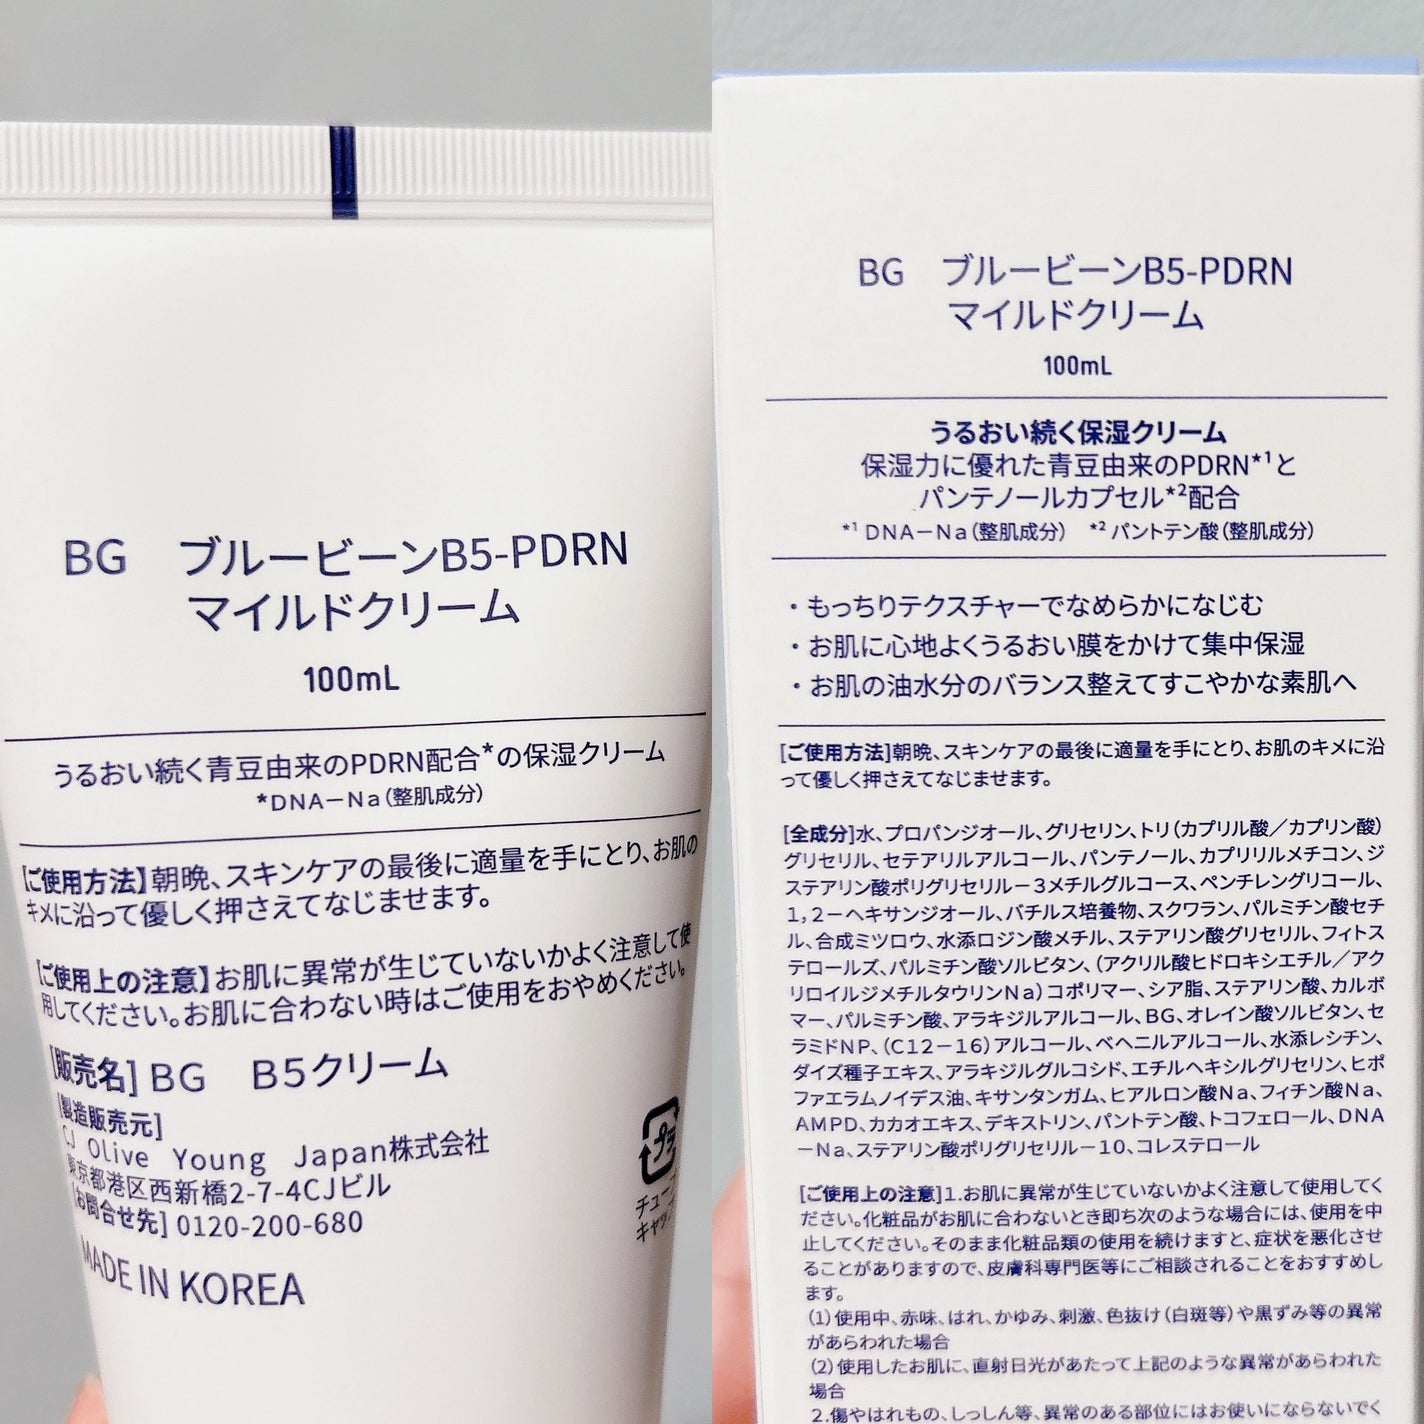 BG ブルービーンB5-PDRN
マイルドクリーム
100mL
うるおい続く青豆由来のPDRN配合*の保湿クリーム
*DNA−Na(整肌成分)
【ご使用方法】朝晩、スキンケアの最後に適量を手にとり、お肌の
キメに沿って優しく押さえてなじませます。
【ご使用上の注意】お肌に異常が生じていないかよく注意して使
用してください。お肌に合わない時はご使用をおやめください。
[販売名] BG B5クリーム
[製造販売元]
CJ Olive Young Japan株式会社
東京都港区西新橋2-7-4CJビル
[お問合せ先] 0120-200-680
MADE IN KOREA
プラ
チュー
キャッ
BG ブルービーンB5-PDRN
マイルドクリーム
100mL
うるおい続く保湿クリーム
保湿力に優れた青豆由来のPDRN*1と
パンテノールカプセル*2配合
*1 DNA−Na(整肌成分) *2 パントテン酸(整肌成分)
・もっちりテクスチャーでなめらかになじむ
・お肌に心地よくうるおい膜をかけて集中保湿
・お肌の油水分のバランス整えてすこやかな素肌へ
[ご使用方法]朝晩、スキンケアの最後に適量を手にとり、お肌のキメに沿
って優しく押さえてなじませます。
[全成分]水、プロパンジオール、グリセリン、トリ(カプリル酸/カプリン酸)
グリセリル、セテアリルアルコール、パンテノール、カプリリルメチコン、ジ
ステアリン酸ポリグリセリル−3メチルグルコース、ペンチレングリコール、
1,2−ヘキサンジオール、バチルス培養物、スクワラン、パルミチン酸セチ
ル、合成ミツロウ、水添ロジン酸メチル、ステアリン酸グリセリル、フィトス
テロールズ、パルミチン酸ソルビタン、(アクリル酸ヒドロキシエチル/アク
リロイルジメチルタウリンNa)コポリマー、シア脂、ステアリン酸、カルボ
マー、パルミチン酸、アラキジルアルコール、BG、オレイン酸ソルビタン、セ
ラミドNP、(C12−16)アルコール、ベヘニルアルコール、水添レシチン、
ダイズ種子エキス、アラキジルグルコシド、エチルヘキシルグリセリン、ヒポ
ファエラムノイデス油、キサンタンガム、ヒアルロン酸Na、フィチン酸Na、
AMPD、カカオエキス、デキストリン、パントテン酸、トコフェロール、DNA
−Na、ステアリン酸ポリグリセリル−10、コレステロール
[ご使用上の注意]1.お肌に異常が生じていないかよく注意して使用してく
ださい。化粧品がお肌に合わないとき即ち次のような場合には、使用を中
止してください。そのまま化粧品類の使用を続けますと、症状を悪化させ
ることがありますので、皮膚科専門医等にご相談されることをおすすめし
ます。
(1)使用中、赤味、はれ、かゆみ、刺激、色抜け(白斑等)や黒ずみ等の異常
があらわれた場合
(2)使用したお肌に、直射日光があたって上記のような異常があらわれた
場合
2.傷やはれもの、しっしん等、異常のある部位にはお使いにならないでく